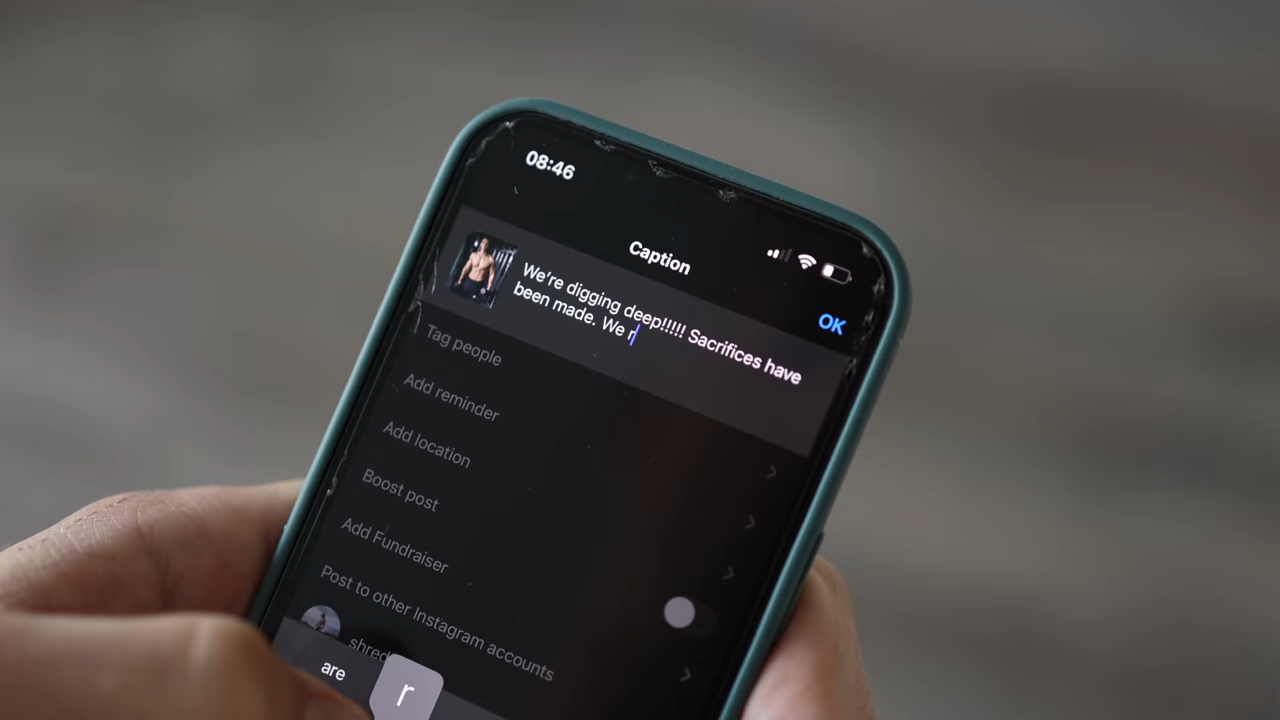 08:46
Caption
OK
We're digging deep!!!!! Sacrifices have
been made. We r
Tag people
Add reminder
Add location
Boost post
Add Fundraiser
Post to other Instagram accounts
shred
are
r